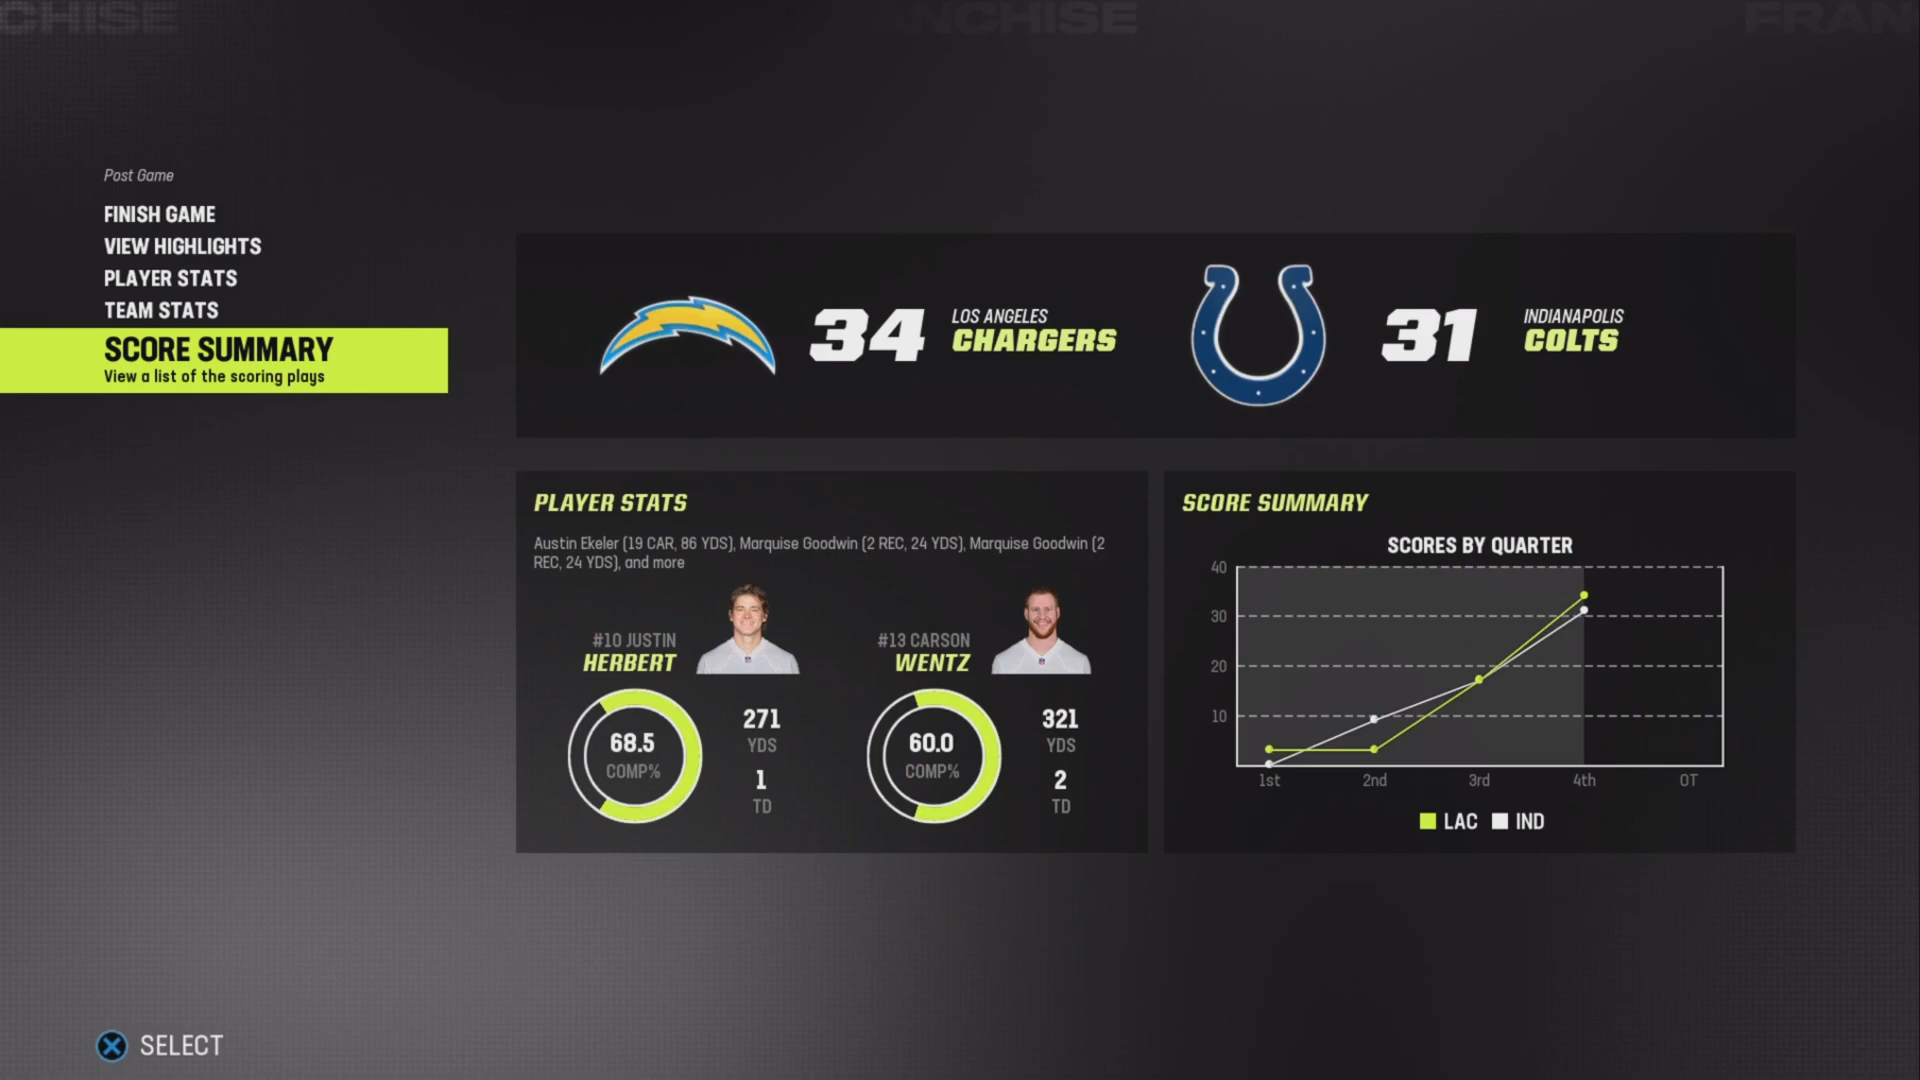 CHISE
NCHISE
FRAN
Post Game
FINISH GAME
VIEW HIGHLIGHTS
PLAYER STATS
TEAM STATS
SCORE SUMMARY
View a list of the scoring plays
34
LOS ANGELES
CHARGERS
31
INDIANAPOLIS
COLTS
PLAYER STATS
Austin Ekeler (19 CAR, 86 YDS), Marquise Goodwin (2 REC, 24 YDS), Marquise Goodwin (2
REC, 24 YDS), and more
#10 JUSTIN
HERBERT
68.5
COMP%
271
YDS
1
TD
#13 CARSON
WENTZ
60.0
COMP%
321
YDS
2
TD
SCORE SUMMARY
SCORES BY QUARTER
40
30
20
10
1st 2nd 3rd 4th OT
LAC IND
SELECT